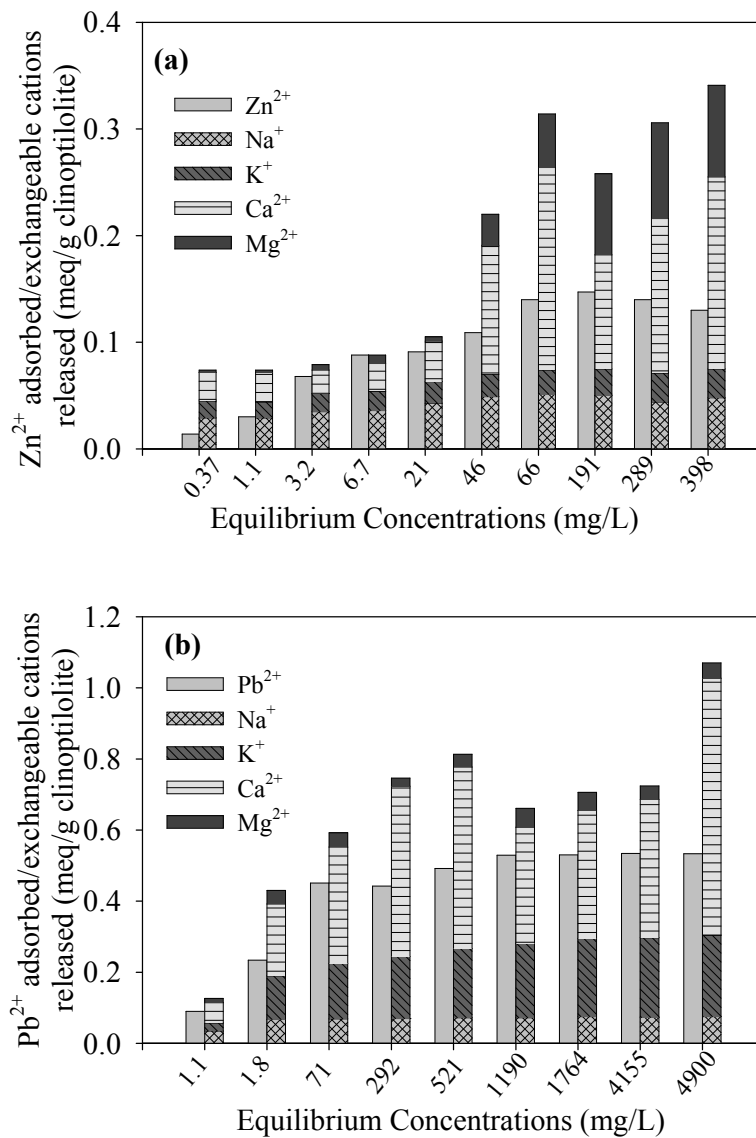 0.4
(a)
Zn2+
0.3
Na+
K+
Ca2+
0.2
Mg2+
0.1
0.0
Zn2+ adsorbed/exchangeable cations
released (meq/g clinoptilolite)
0.37 1.1 3.2 6.7 21 46 66 191 289 398
Equilibrium Concentrations (mg/L)
1.2
(b)
Pb2+
1.0
Na+
K+
0.8
Ca2+
Mg2+
0.6
0.4
0.2
0.0
Pb2+ adsorbed/exchangeable cations
released (meq/g clinoptilolite)
1.1 1.8 71 292 521 1190 1764 4155 4900
Equilibrium Concentrations (mg/L)